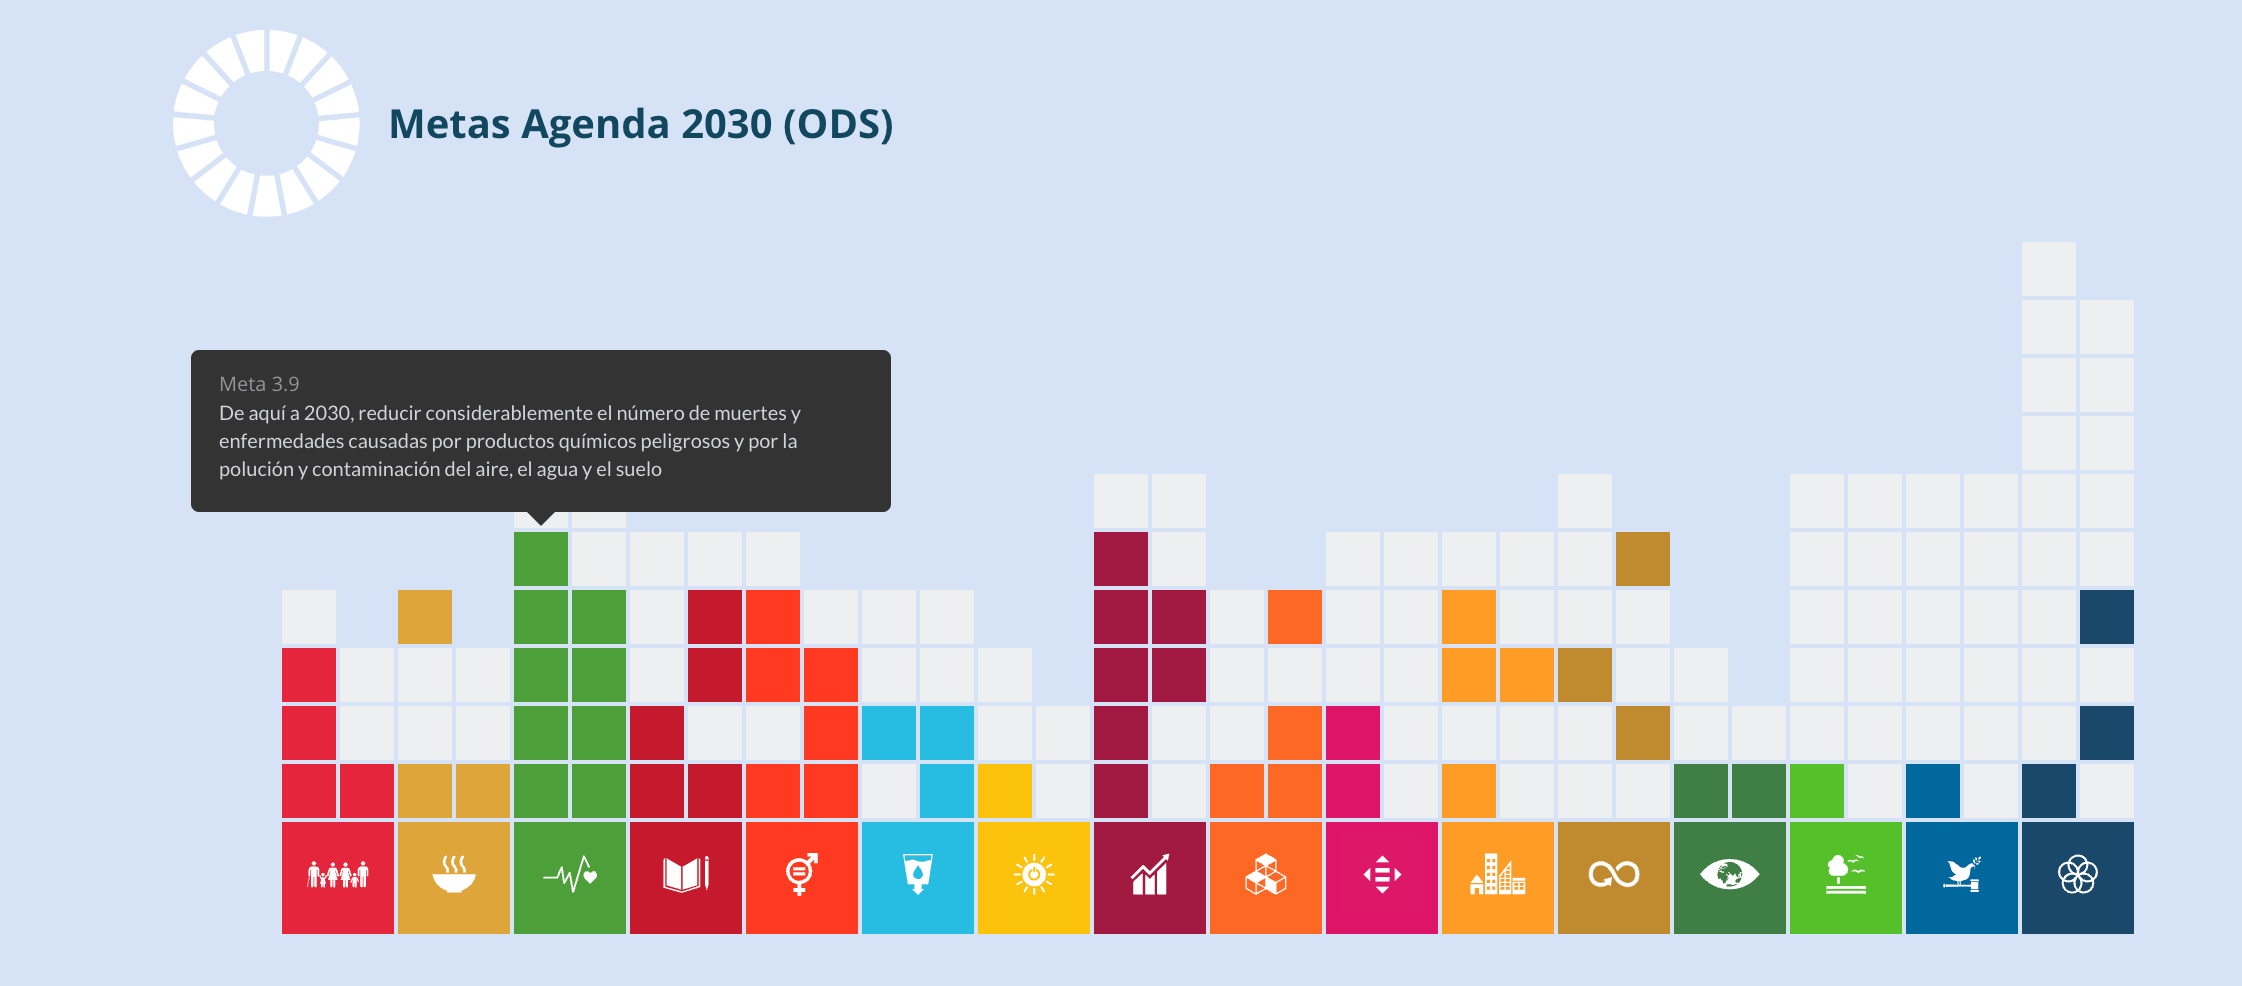 Metas Agenda 2030 (ODS)
Meta 3.9
De aquí a 2030, reducir considerablemente el número de muertes y
enfermedades causadas por productos químicos peligrosos y por la
polución y contaminación del aire, el agua y el suelo